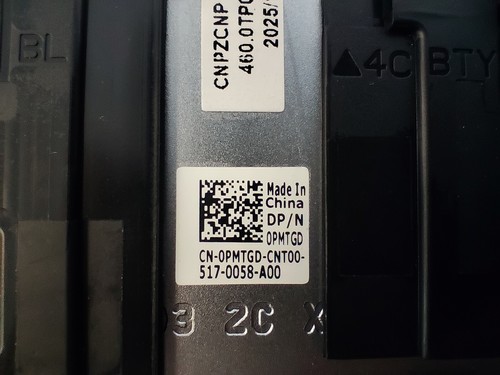 BL
CNPZCNP
460.0TP0
2025/
▲4C BTY
Made In
China
DP/N
0PMTGD
CN-0PMTGD-CNT00-
517-0058-A00
3 2C X